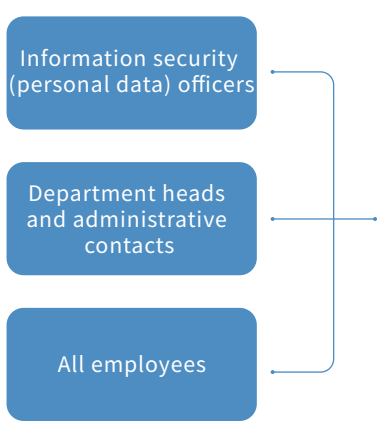 Information security
(personal data) officers
Department heads
and administrative
contacts
All employees